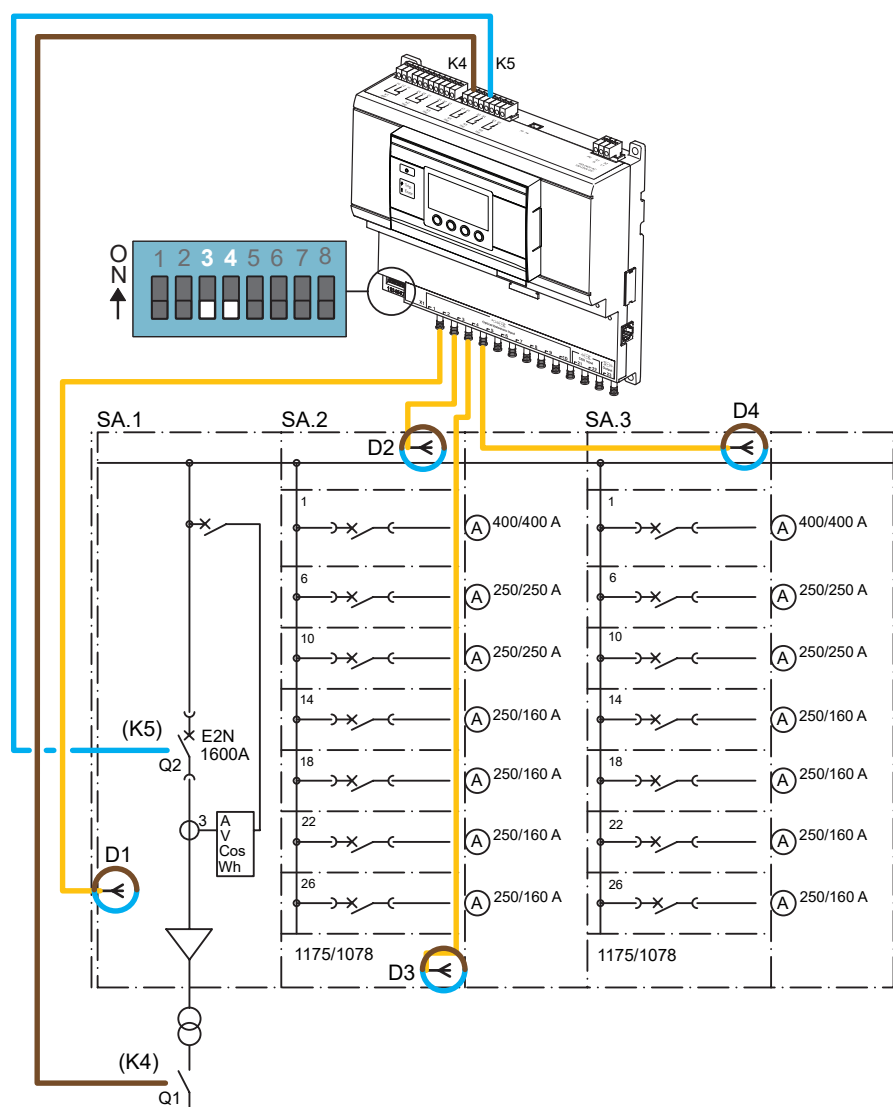 K4 K5
O
N
1 2 3 4 5 6 7 8
SA.1
SA.2
SA.3
D4
D2
1
400/400 A
A
1
400/400 A
A
6
250/250 A
A
6
250/250 A
A
10
250/250 A
A
10
250/250 A
A
14
250/160 A
A
14
250/160 A
A
(K5)
E2N
1600A
Q2
18
250/160 A
A
18
250/160 A
A
3
A
V
Cos
Wh
22
250/160 A
A
22
250/160 A
A
D1
26
250/160 A
A
26
250/160 A
A
1175/1078
1175/1078
D3
(K4)
Q1